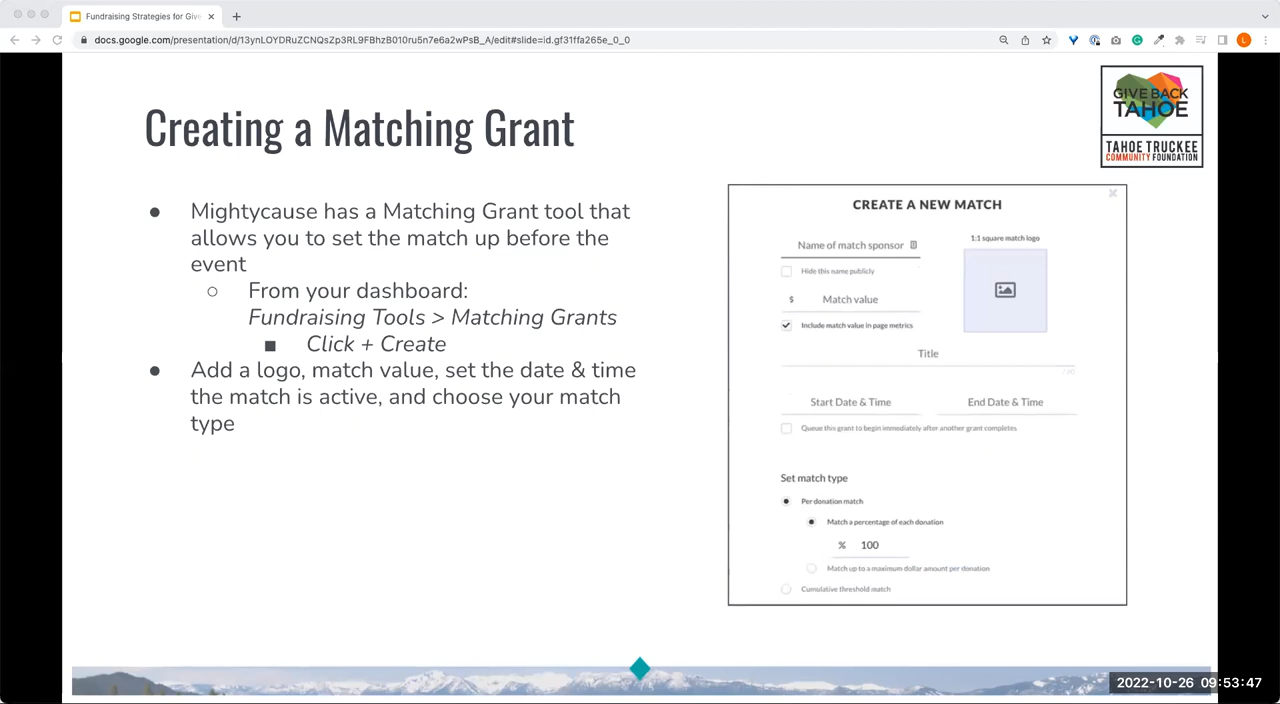 Fundraising Strategies for Give
docs.google.com/presentation/d/13ynLOYDRuZCNQsZp3RL9FBhzB010ru5n7e6a2wPsB_A/edit#slide=id.gf31ffa265e_0_0
L
GIVE BACK
TAHOE
TAHOE TRUCKEE
COMMUNITY FOUNDATION
Creating a Matching Grant
● Mightycause has a Matching Grant tool that
allows you to set the match up before the
event
○ From your dashboard:
Fundraising Tools > Matching Grants
■ Click + Create
● Add a logo, match value, set the date & time
the match is active, and choose your match
type
CREATE A NEW MATCH
Name of match sponsor
1:1 square match logo
Hide this name publicly
$ Match value
Include match value in page metrics
Title
/ 80
Start Date & Time End Date & Time
Queue this grant to begin immediately after another grant completes
Set match type
Per donation match
Match a percentage of each donation
% 100
Match up to a maximum dollar amount per donation
Cumulative threshold match
2022-10-26 09:53:47